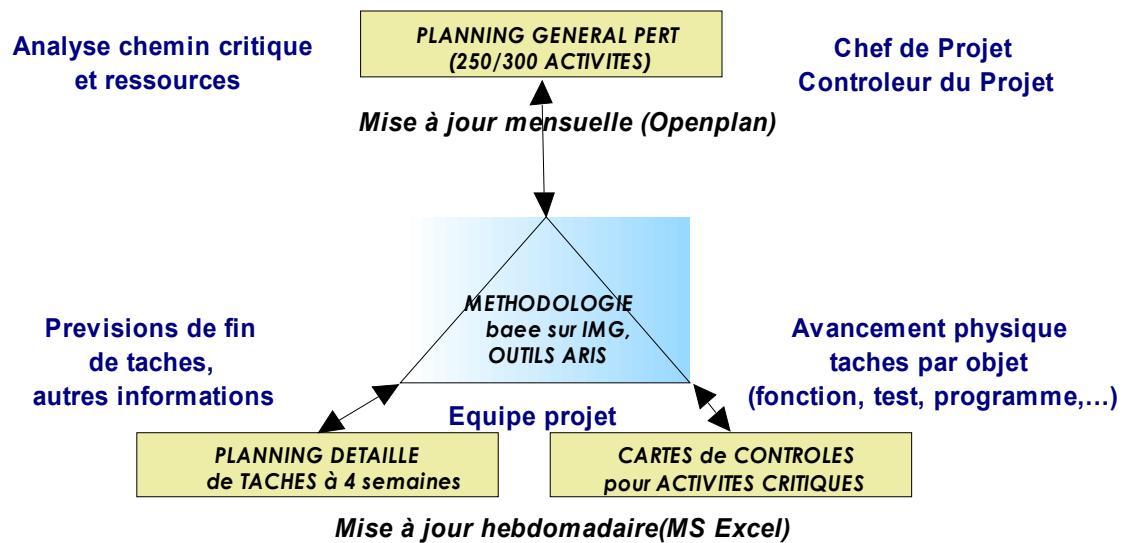 Analyse chemin critique
et ressources
PLANNING GENERAL PERT
(250/300 ACTIVITES)
Chef de Projet
Controleur du Projet
Mise à jour mensuelle (Openplan)
METHODOLOGIE
baee sur IMG,
OUTILS ARIS
Previsions de fin
de taches,
autres informations
Avancement physique
taches par objet
(fonction, test, programme,...)
Equipe projet
PLANNING DETAILLE
de TACHES à 4 semaines
CARTES de CONTROLES
pour ACTIVITES CRITIQUES
Mise à jour hebdomadaire(MS Excel)